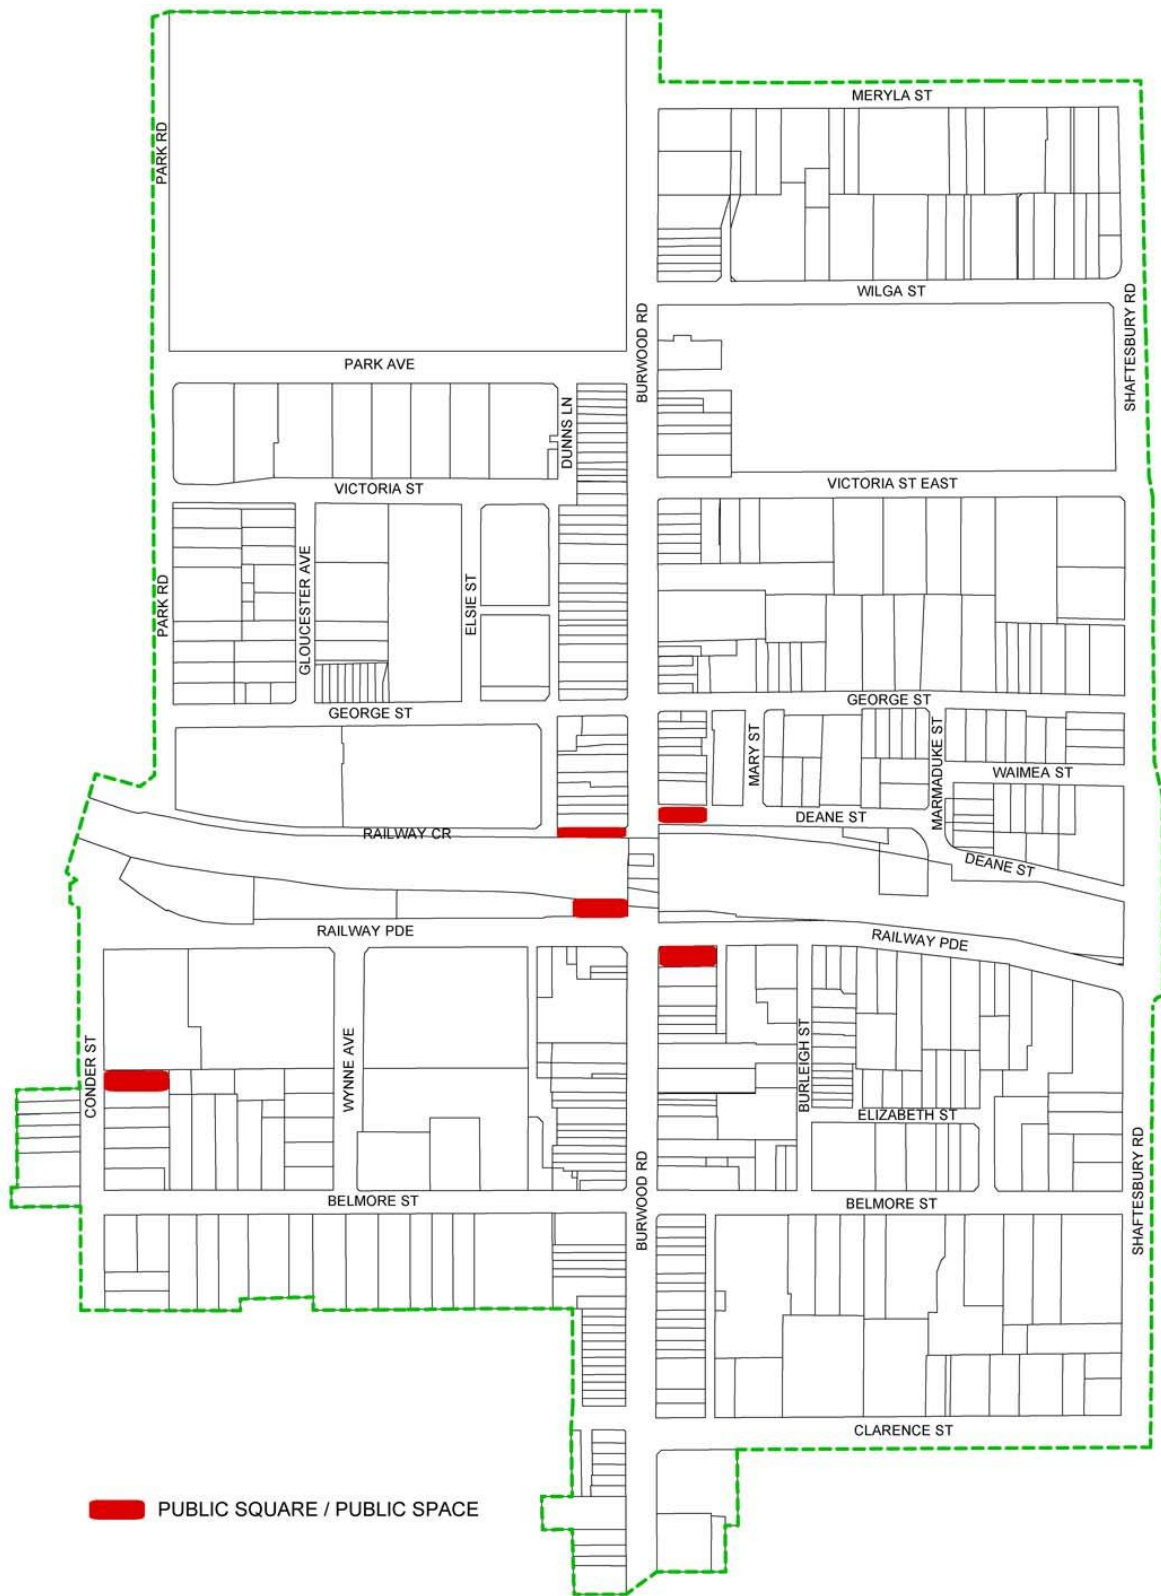 MERYLA ST
PARK RD
WILGA ST
BURWOOD RD
SHAFTESBURY RD
PARK AVE
DUNNS LN
VICTORIA ST
VICTORIA ST EAST
PARK RD
GLOUCESTER AVE
ELSIE ST
GEORGE ST
GEORGE ST
MARY ST
MARMADUKE ST
WAIMEA ST
DEANE ST
RAILWAY CR
DEANE ST
RAILWAY PDE
RAILWAY PDE
CONDER ST
WYNNE AVE
BURLEIGH ST
ELIZABETH ST
BELMORE ST
BURWOOD RD
BELMORE ST
SHAFTESBURY RD
CLARENCE ST
PUBLIC SQUARE / PUBLIC SPACE